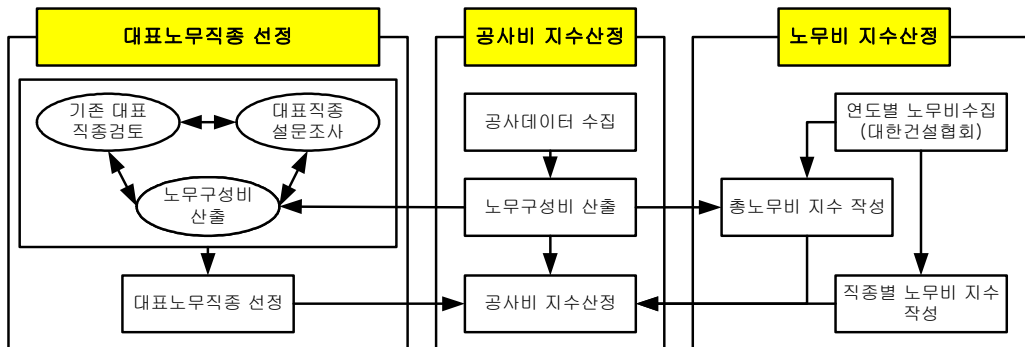 대표노무직종 선정
기존 대표
직종검토
대표직종
설문조사
노무구성비
산출
대표노무직종 선정
공사비 지수산정
공사데이터 수집
노무구성비 산출
공사비 지수산정
노무비 지수산정
연도별 노무비수집
(대한건설협회)
총노무비 지수 작성
직종별 노무비 지수
작성